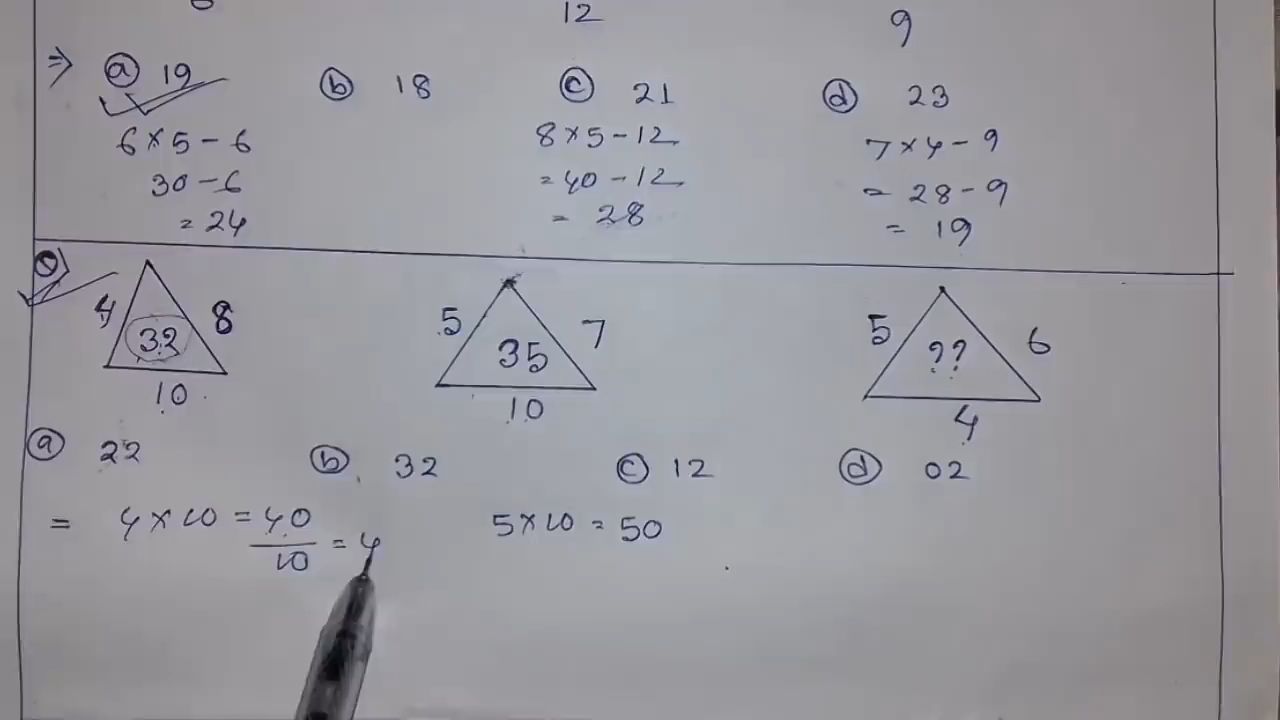 12 9
=> (a) 19 (b) 18 (c) 21 (d) 23
6 × 5 - 6 8 × 5 - 12 7 × 4 - 9
30 - 6 = 40 - 12 = 28 - 9
= 24 = 28 = 19
Q)
4 8 32 10
5 7 35 10
5 6 ?? 4
(a) 22 (b) 32 (c) 12 (d) 02
= 4 × 10 = 40 / 10 = 4 5 × 10 = 50